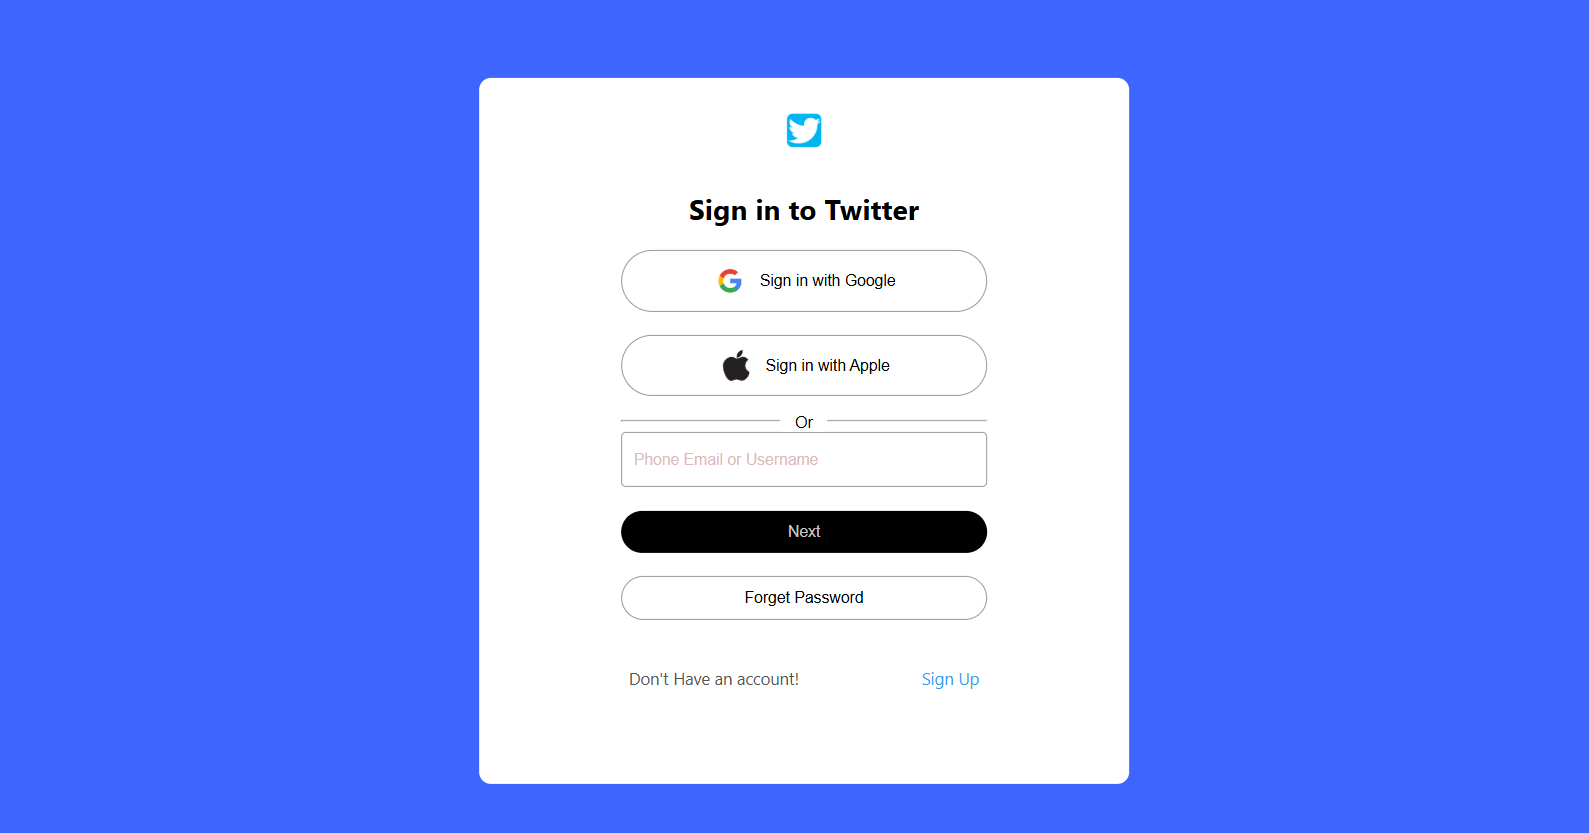 Sign in to Twitter
Sign in with Google
Sign in with Apple
Or
Phone Email or Username
Next
Forget Password
Don't Have an account! Sign Up